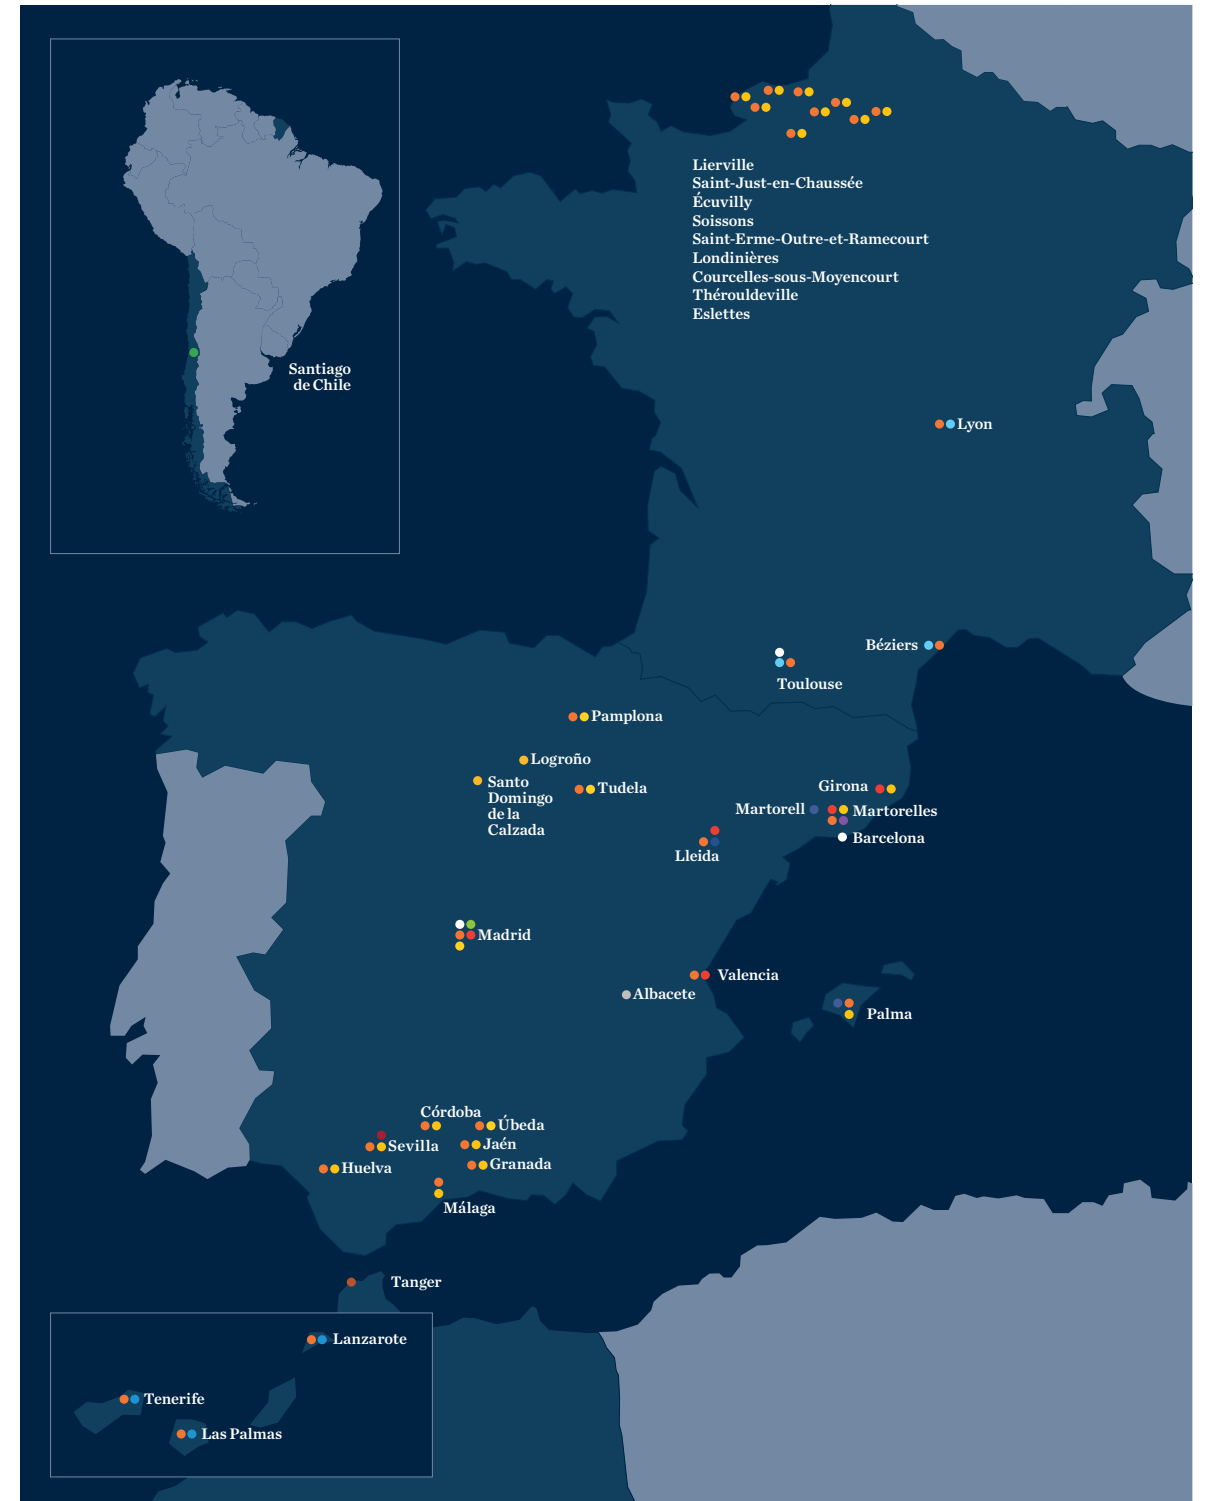 Santiago
de Chile
Lierville
Saint-Just-en-Chaussée
Écuvilly
Soissons
Saint-Erme-Outre-et-Ramecourt
Londinières
Courcelles-sous-Moyencourt
Thérouldeville
Eslettes
Lyon
Béziers
Toulouse
Pamplona
Logroño
Santo
Domingo
de la
Calzada
Tudela
Girona
Martorell
Martorelles
Barcelona
Lleida
Madrid
Valencia
Albacete
Palma
Córdoba
Úbeda
Sevilla
Jaén
Huelva
Granada
Málaga
Tanger
Lanzarote
Tenerife
Las Palmas